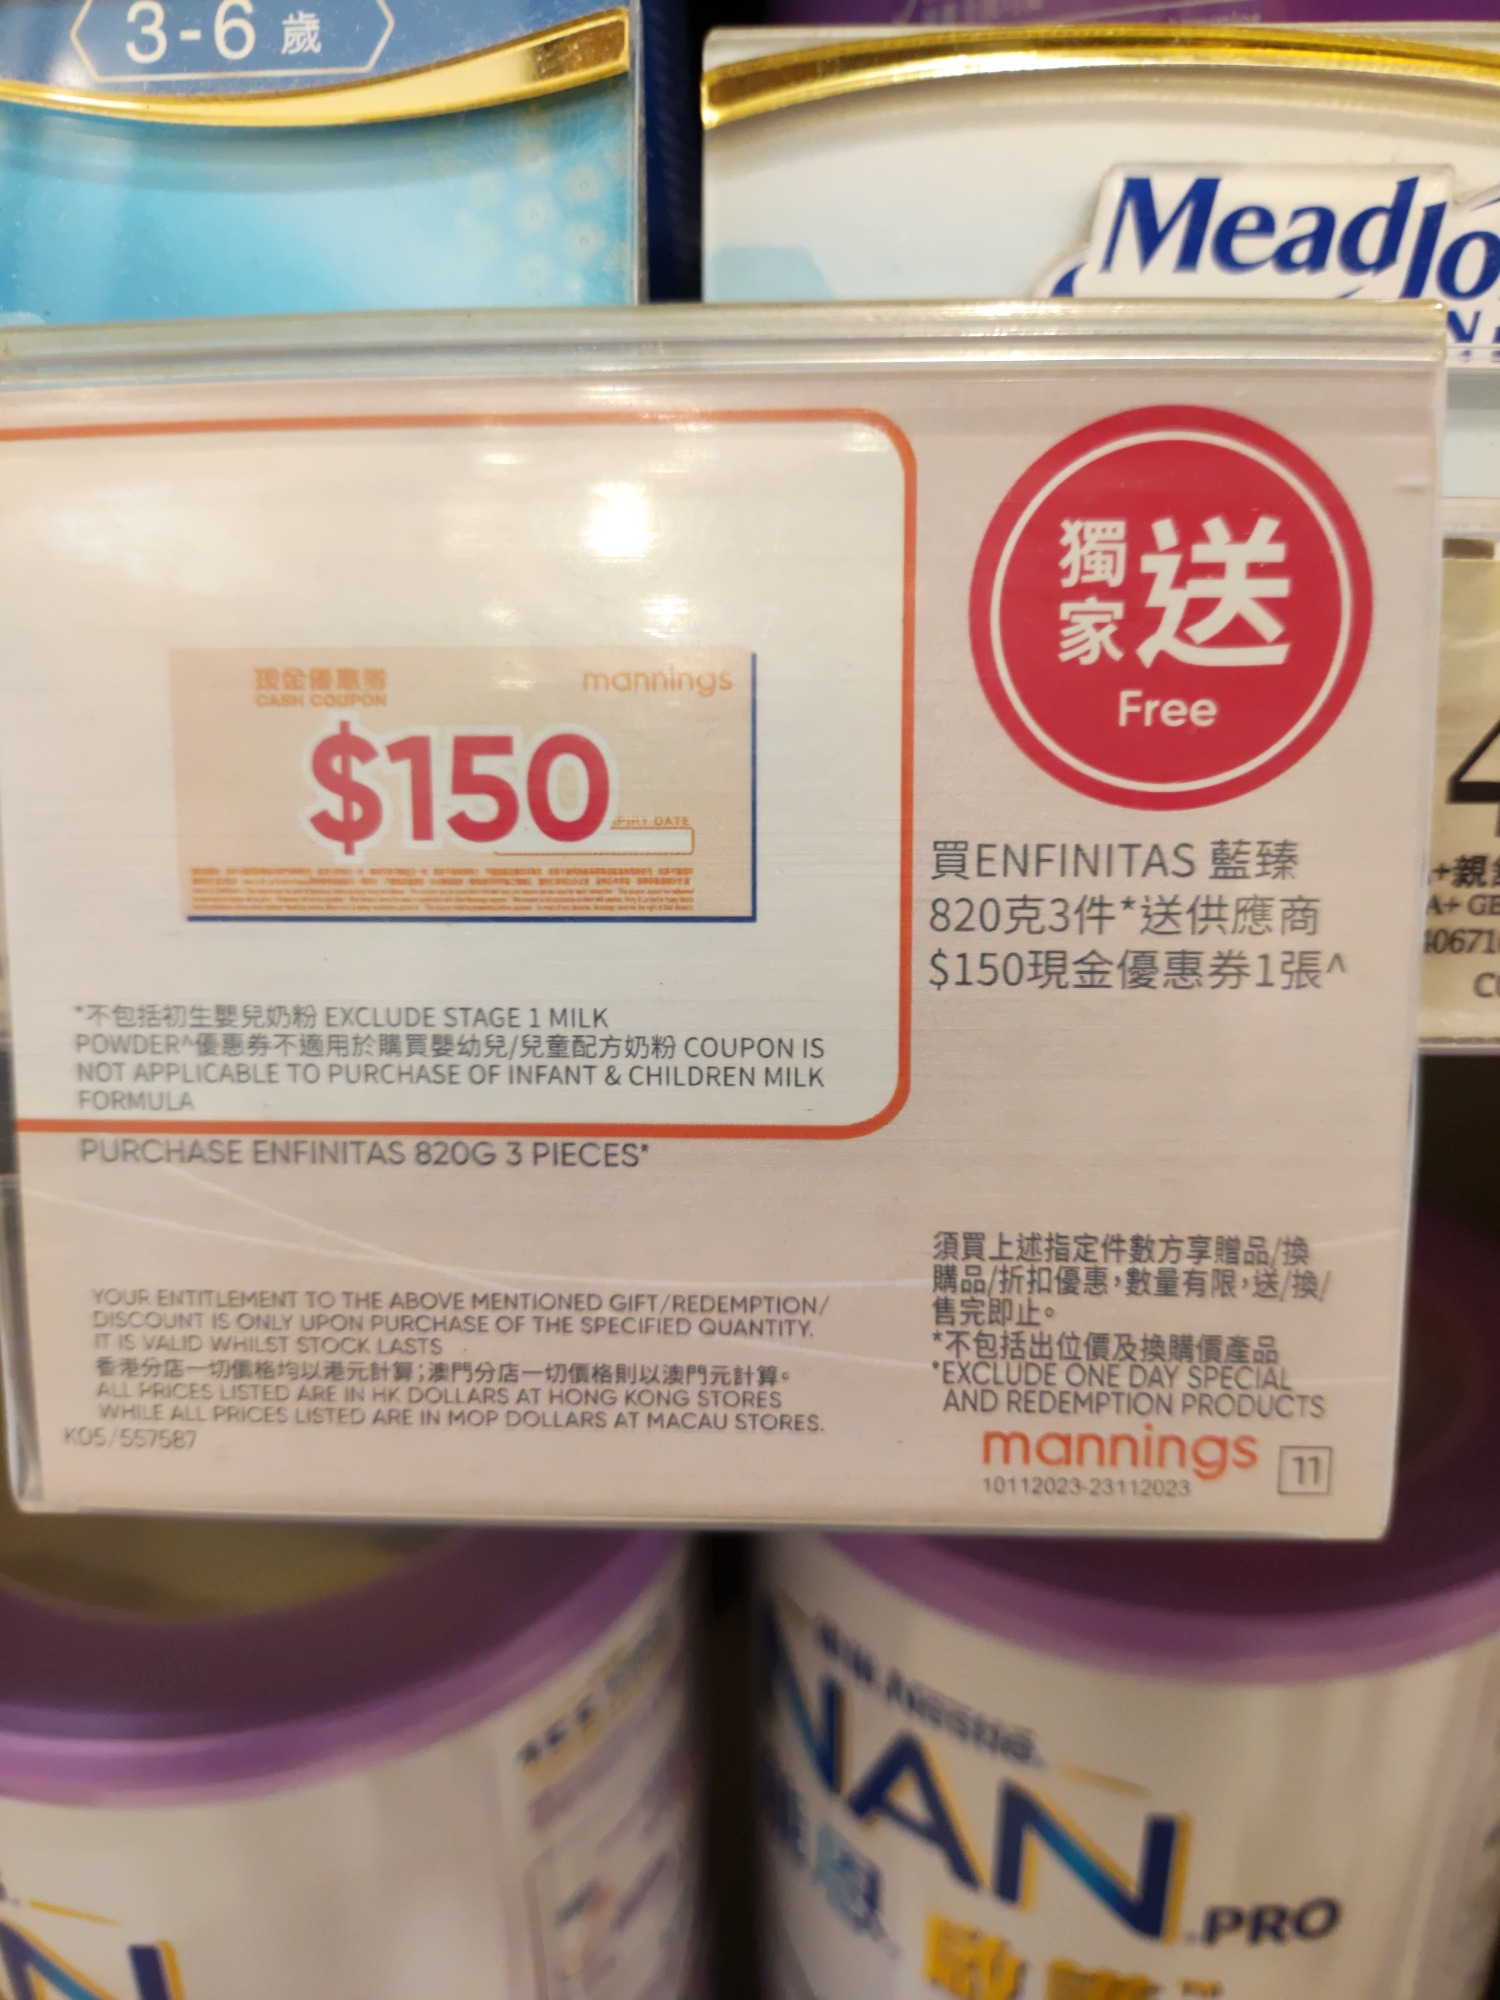 3-6 歲
MeadJo
獨家 送
Free
現金優惠券
CASH COUPON
mannings
$150
PIRY DATE
買ENFINITAS 藍臻
820克3件*送供應商
$150現金優惠券1張^
+親
A+ GE
C
*不包括初生嬰兒奶粉 EXCLUDE STAGE 1 MILK
POWDER^優惠券不適用於購買嬰幼兒/兒童配方奶粉 COUPON IS
NOT APPLICABLE TO PURCHASE OF INFANT & CHILDREN MILK
FORMULA
PURCHASE ENFINITAS 820G 3 PIECES*
YOUR ENTITLEMENT TO THE ABOVE MENTIONED GIFT/REDEMPTION/
DISCOUNT IS ONLY UPON PURCHASE OF THE SPECIFIED QUANTITY.
IT IS VALID WHILST STOCK LASTS
香港分店一切價格均以港元計算；澳門分店一切價格則以澳門元計算。
ALL PRICES LISTED ARE IN HK DOLLARS AT HONG KONG STORES
WHILE ALL PRICES LISTED ARE IN MOP DOLLARS AT MACAU STORES.
K05/557587
須買上述指定件數方享贈品/換
購品/折扣優惠，數量有限，送/換/
售完即止。
*不包括出位價及換購價產品
*EXCLUDE ONE DAY SPECIAL
AND REDEMPTION PRODUCTS
mannings
10112023-23112023
11
Nestlé
NAN
.PRO